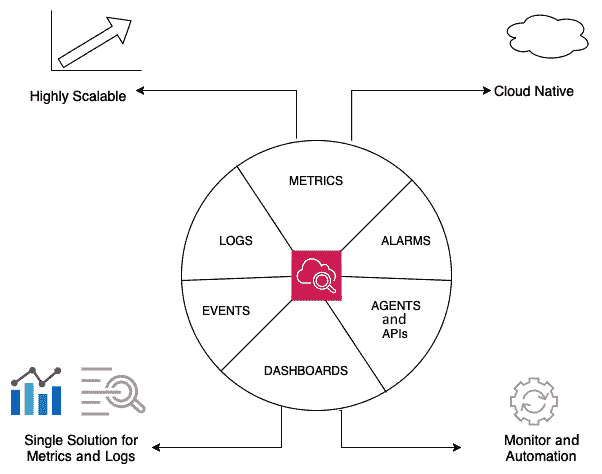 Highly Scalable
Cloud Native
METRICS
LOGS
ALARMS
EVENTS
AGENTS
and
APIs
DASHBOARDS
Single Solution for
Metrics and Logs
Monitor and
Automation